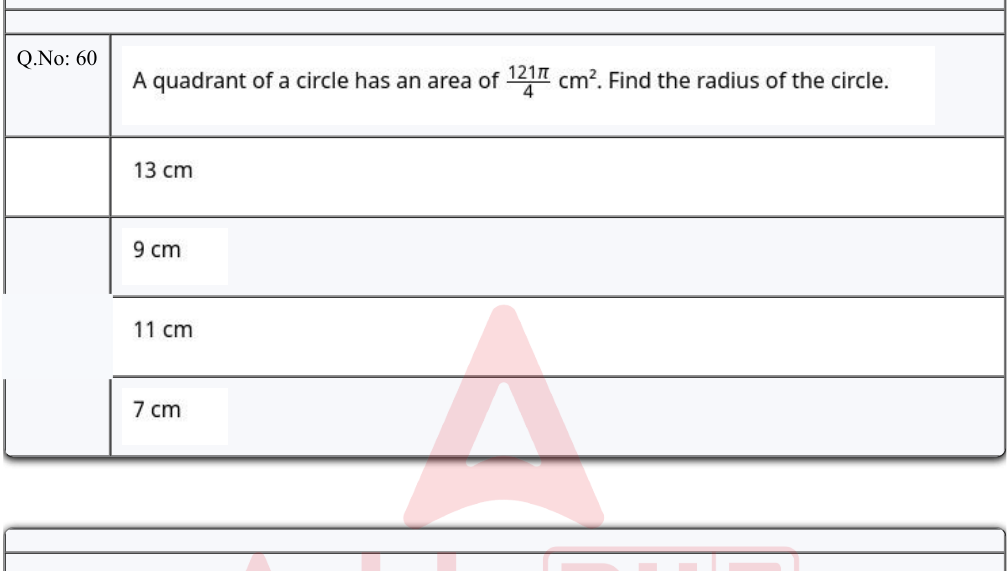 Q.No: 60
A quadrant of a circle has an area of \frac{121π}{4} cm². Find the radius of the circle.
13 cm
9 cm
11 cm
7 cm